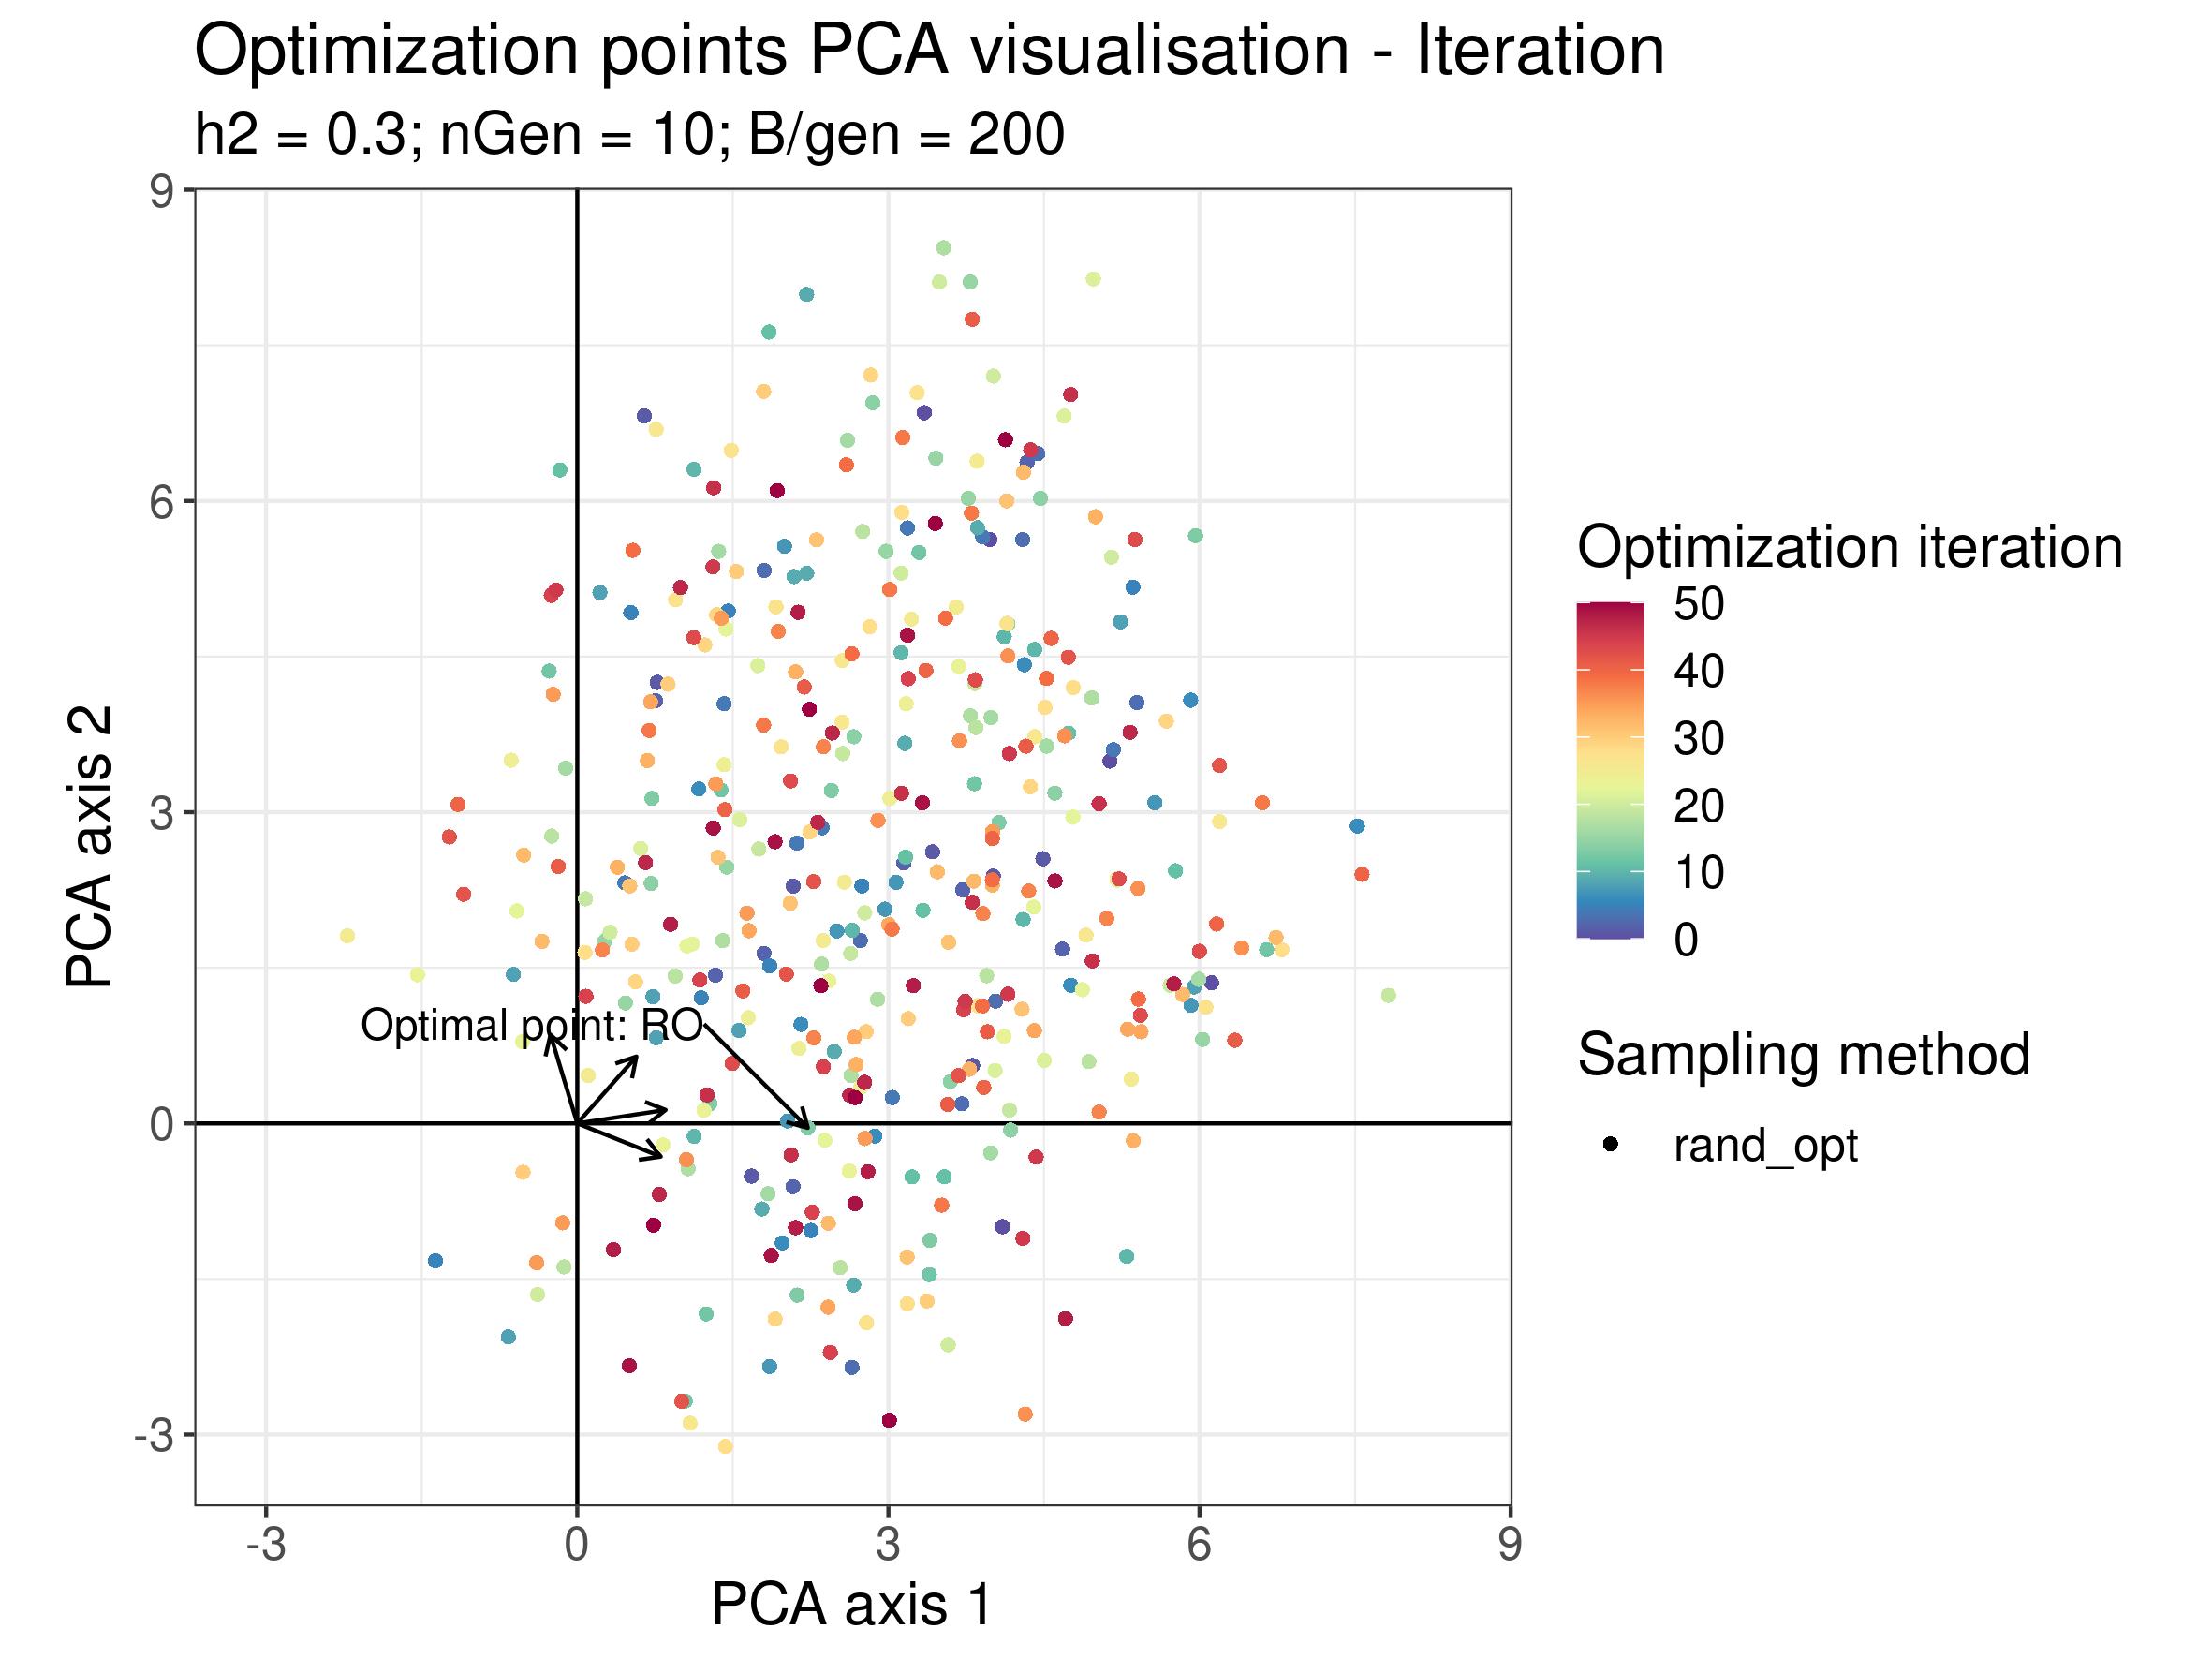 Optimization points PCA visualisation - Iteration
h2 = 0.3; nGen = 10; B/gen = 200
9
6
3
0
-3
PCA axis 2
Optimal point: RO
-3
0
3
6
9
PCA axis 1
Optimization iteration
50
40
30
20
10
0
Sampling method
rand_opt